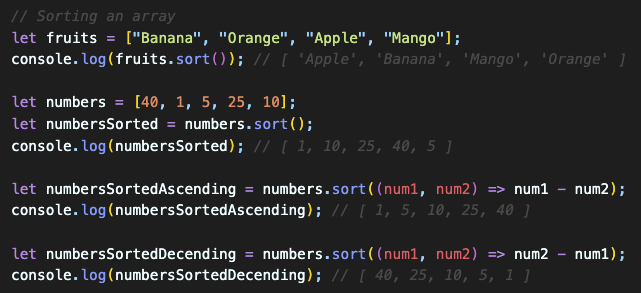 // Sorting an array
let fruits = ["Banana", "Orange", "Apple", "Mango"];
console.log(fruits.sort()); // [ 'Apple', 'Banana', 'Mango', 'Orange' ]
let numbers = [40, 1, 5, 25, 10];
let numbersSorted = numbers.sort();
console.log(numbersSorted); // [ 1, 10, 25, 40, 5 ]
let numbersSortedAscending = numbers.sort((num1, num2) => num1 - num2);
console.log(numbersSortedAscending); // [ 1, 5, 10, 25, 40 ]
let numbersSortedDecending = numbers.sort((num1, num2) => num2 - num1);
console.log(numbersSortedDecending); // [ 40, 25, 10, 5, 1 ]